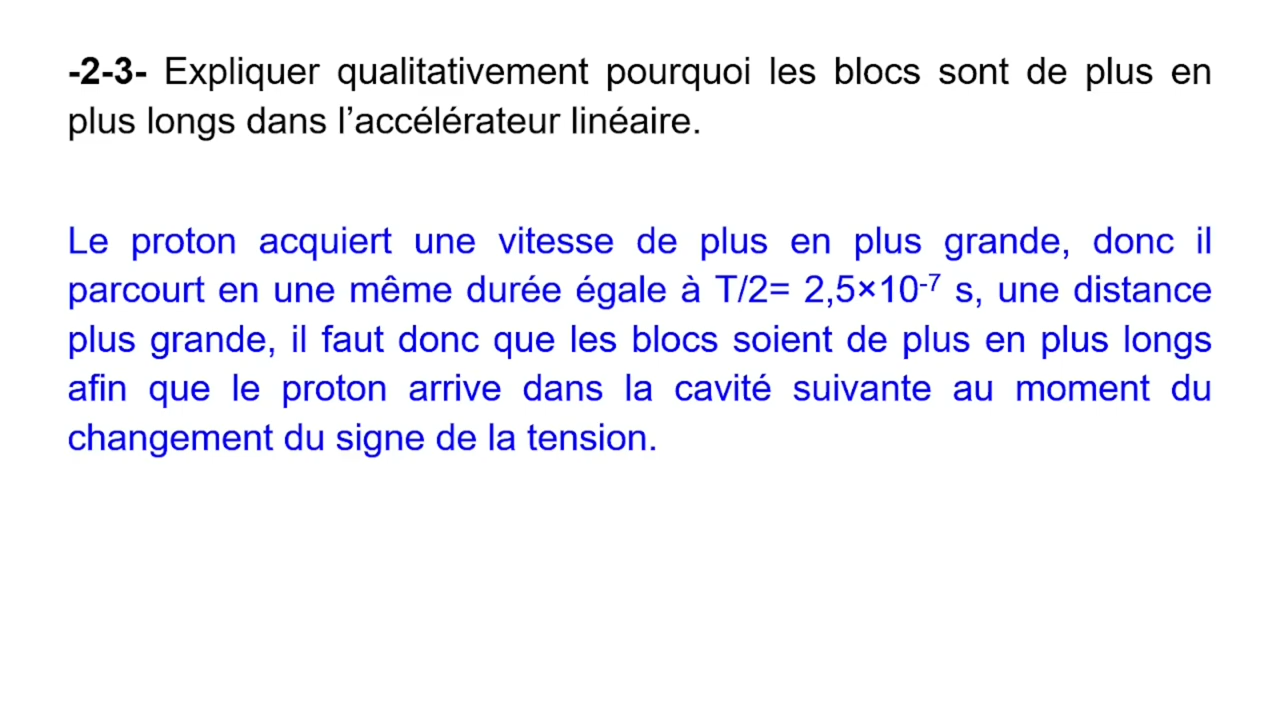 -2-3- Expliquer qualitativement pourquoi les blocs sont de plus en
plus longs dans l’accélérateur linéaire.
Le proton acquiert une vitesse de plus en plus grande, donc il
parcourt en une même durée égale à T/2= 2,5×10⁻⁷ s, une distance
plus grande, il faut donc que les blocs soient de plus en plus longs
afin que le proton arrive dans la cavité suivante au moment du
changement du signe de la tension.